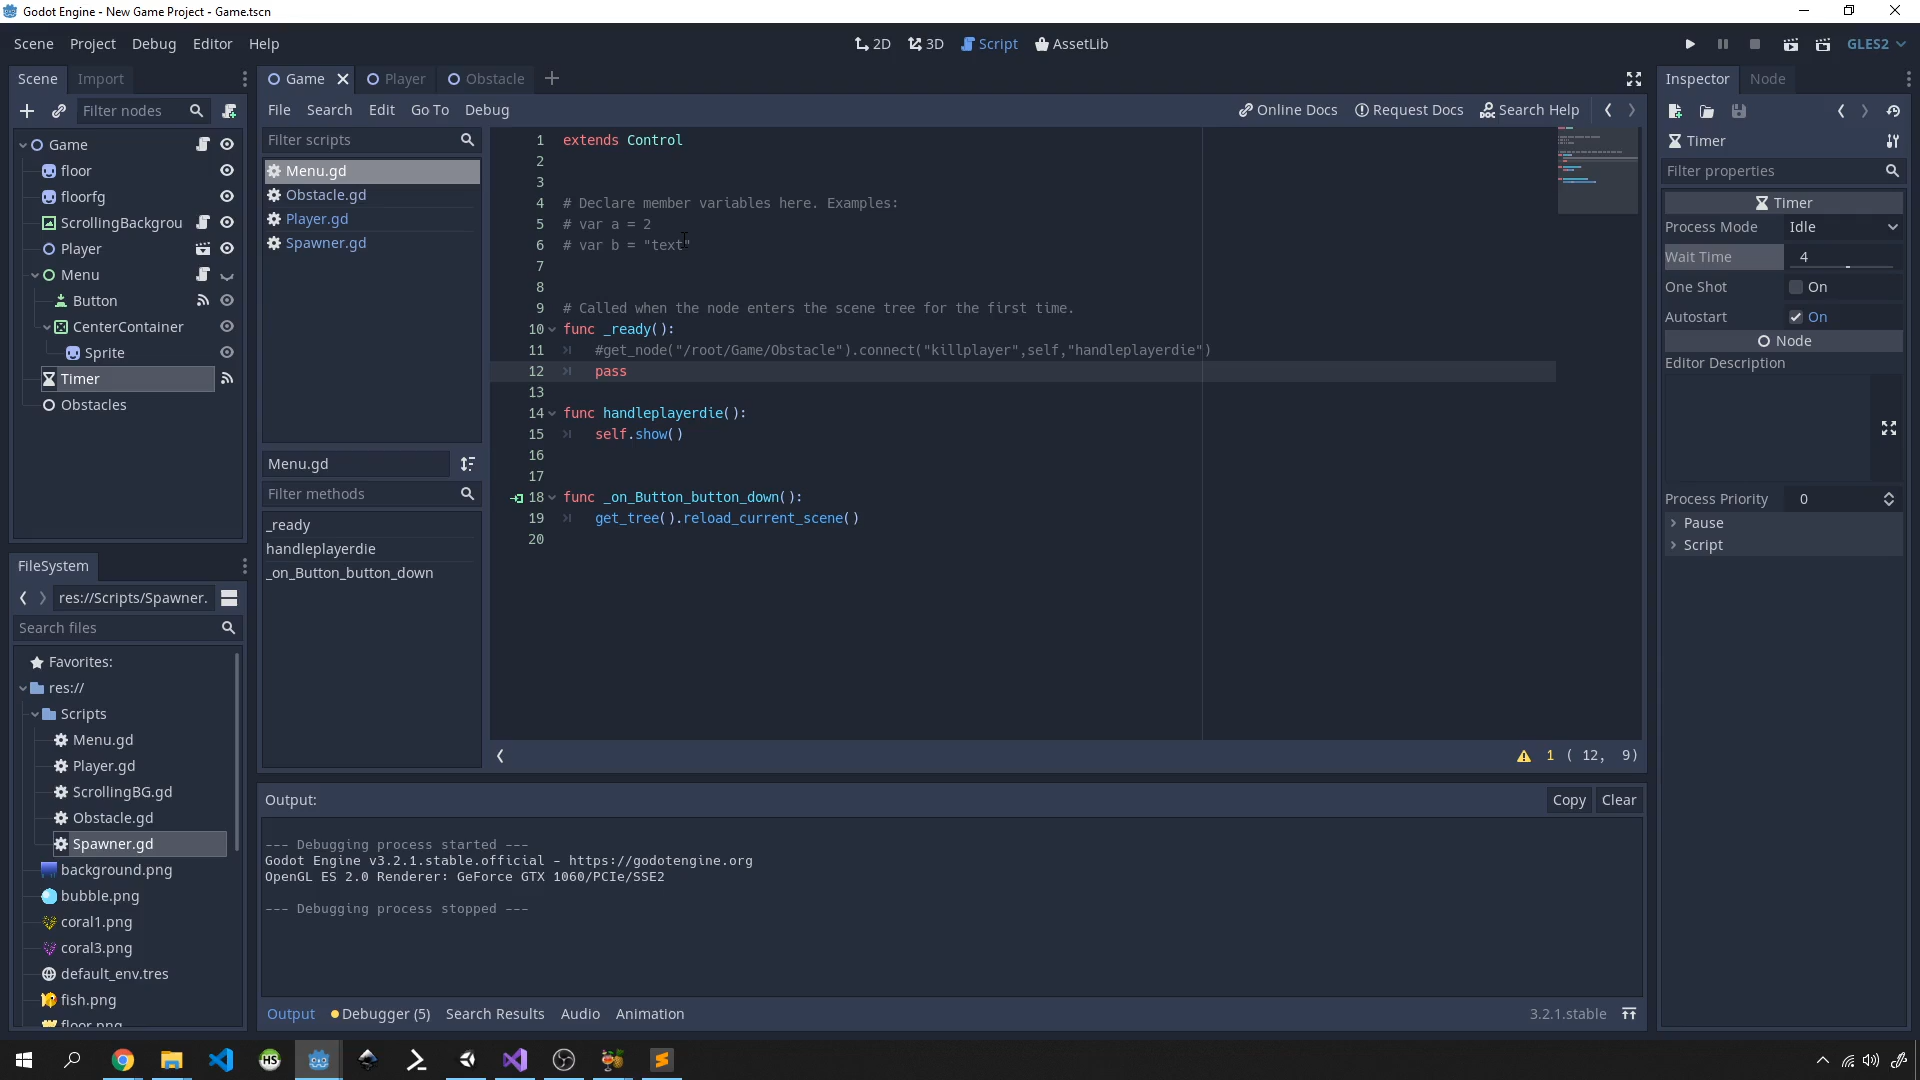 Godot Engine - New Game Project - Game.tscn
Scene Project Debug Editor Help
2D 3D Script AssetLib
GLES2
Scene Import
Filter nodes
Game
floor
floorfg
ScrollingBackgrou
Player
Menu
Button
CenterContainer
Sprite
Timer
Obstacles
FileSystem
res://Scripts/Spawner.
Search files
Favorites:
res://
Scripts
Menu.gd
Player.gd
ScrollingBG.gd
Obstacle.gd
Spawner.gd
background.png
bubble.png
coral1.png
coral3.png
default_env.tres
fish.png
floor.png
Game Player Obstacle
File Search Edit Go To Debug
Online Docs Request Docs Search Help
Filter scripts
Menu.gd
Obstacle.gd
Player.gd
Spawner.gd
Menu.gd
Filter methods
_ready
handleplayerdie
_on_Button_button_down
1 extends Control
2
3
4 # Declare member variables here. Examples:
5 # var a = 2
6 # var b = "text"
7
8
9 # Called when the node enters the scene tree for the first time.
10 func _ready():
11 #get_node("/root/Game/Obstacle").connect("killplayer",self,"handleplayerdie")
12 pass
13
14 func handleplayerdie():
15 self.show()
16
17
18 func _on_Button_button_down():
19 get_tree().reload_current_scene()
20
1 ( 12, 9)
Output:
Copy Clear
--- Debugging process started ---
Godot Engine v3.2.1.stable.official - https://godotengine.org
OpenGL ES 2.0 Renderer: GeForce GTX 1060/PCIe/SSE2
--- Debugging process stopped ---
Output Debugger (5) Search Results Audio Animation
3.2.1.stable
Inspector Node
Timer
Filter properties
Timer
Process Mode Idle
Wait Time 4
One Shot On
Autostart On
Node
Editor Description
Process Priority 0
Pause
Script
HS